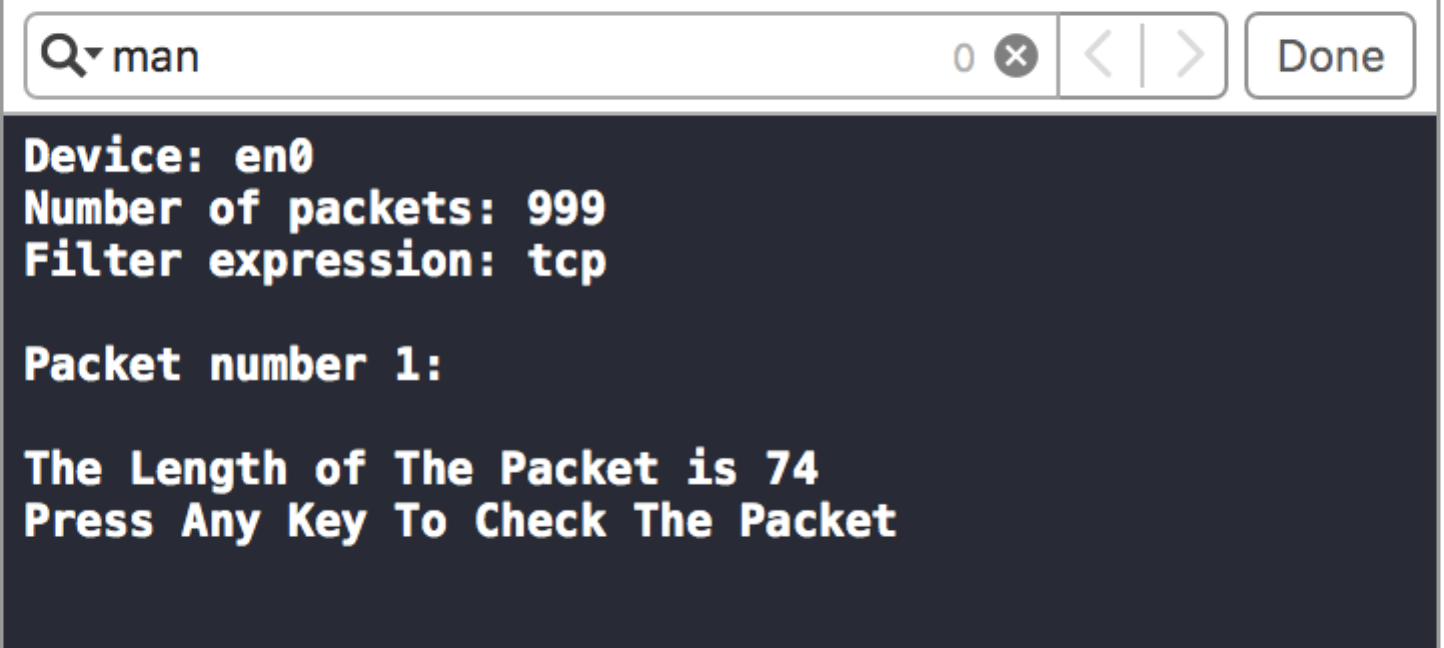 man 0 Done
Device: en0
Number of packets: 999
Filter expression: tcp
Packet number 1:
The Length of The Packet is 74
Press Any Key To Check The Packet